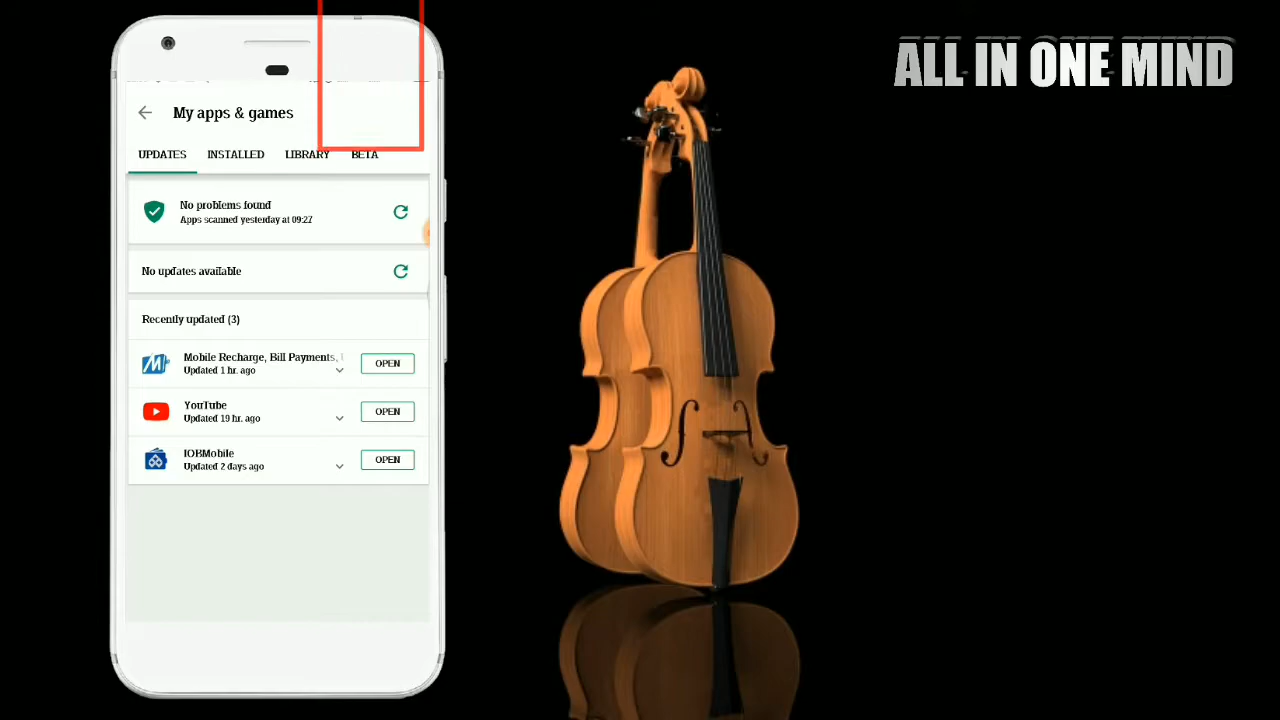 ALL IN ONE MIND
My apps & games
UPDATES INSTALLED LIBRARY BETA
No problems found
Apps scanned yesterday at 09:27
No updates available
Recently updated (3)
Mobile Recharge, Bill Payments,
Updated 1 hr. ago
OPEN
YouTube
Updated 19 hr. ago
OPEN
IOBMobile
Updated 2 days ago
OPEN